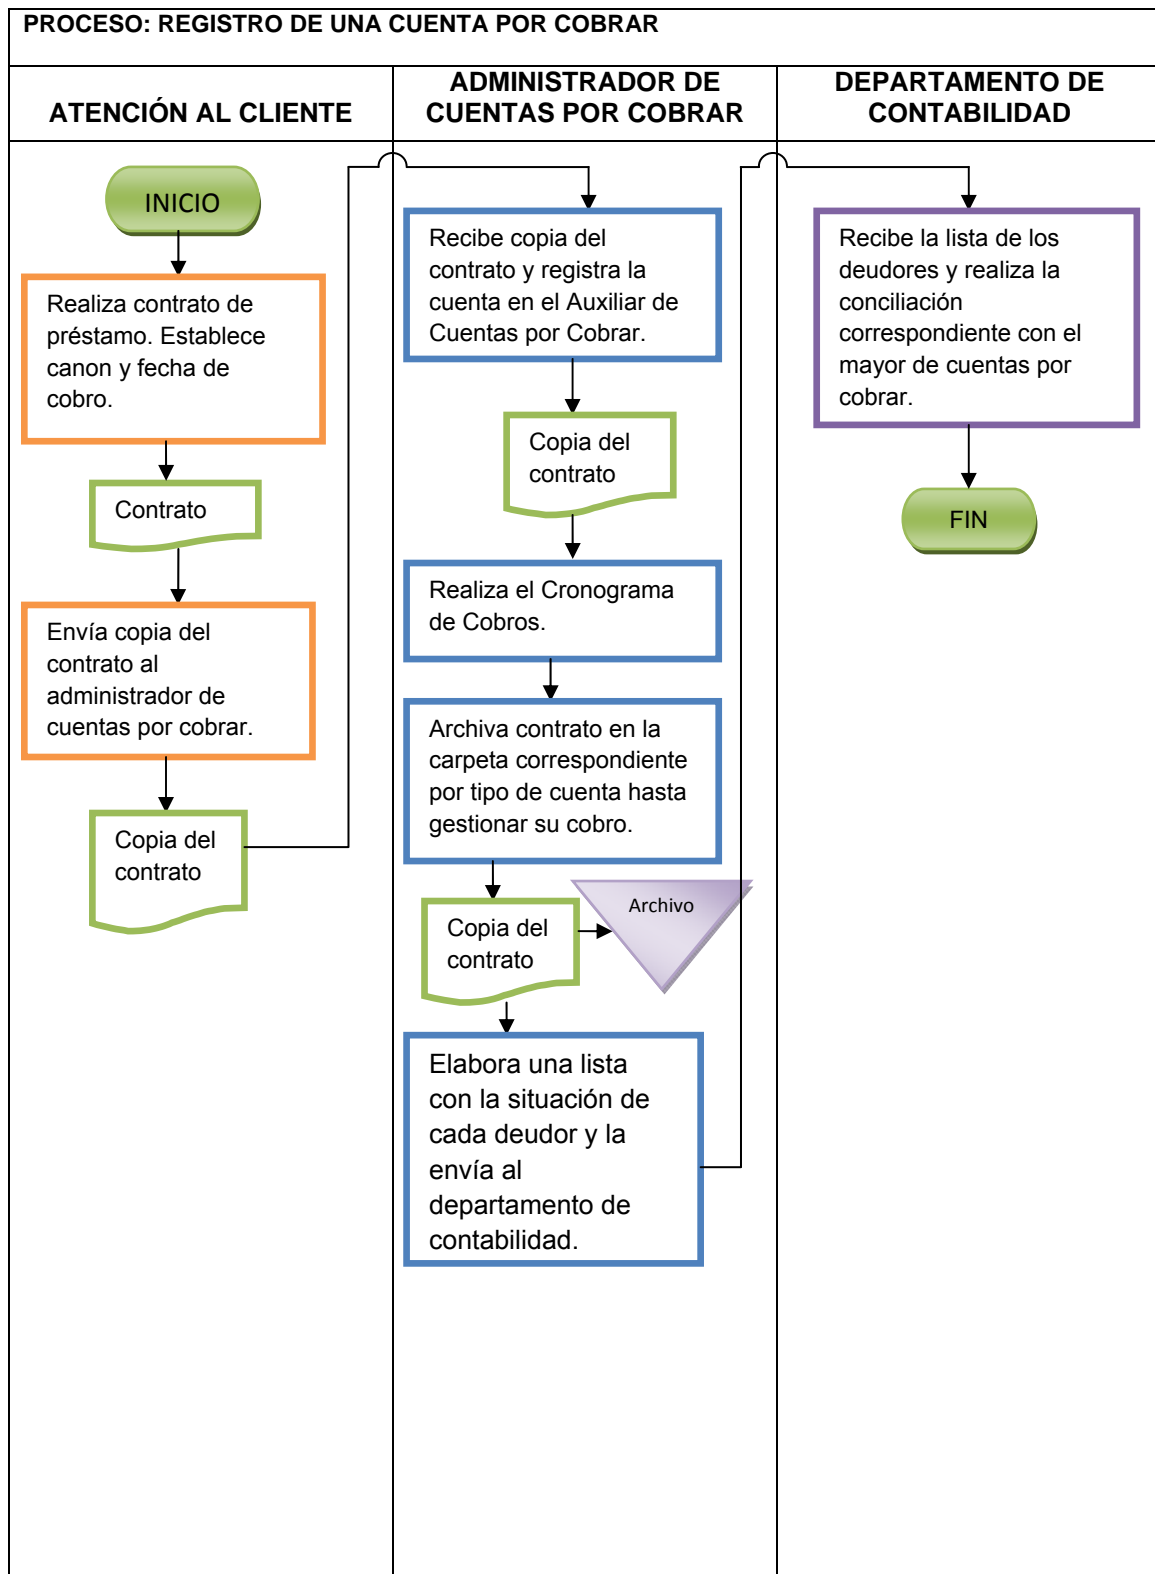 PROCESO: REGISTRO DE UNA CUENTA POR COBRAR
ATENCIÓN AL CLIENTE
ADMINISTRADOR DE
CUENTAS POR COBRAR
DEPARTAMENTO DE
CONTABILIDAD
INICIO
Realiza contrato de
préstamo. Establece
canon y fecha de
cobro.
Contrato
Envía copia del
contrato al
administrador de
cuentas por cobrar.
Copia del
contrato
Recibe copia del
contrato y registra la
cuenta en el Auxiliar de
Cuentas por Cobrar.
Copia del
contrato
Realiza el Cronograma
de Cobros.
Archiva contrato en la
carpeta correspondiente
por tipo de cuenta hasta
gestionar su cobro.
Copia del
contrato
Archivo
Elabora una lista
con la situación de
cada deudor y la
envía al
departamento de
contabilidad.
Recibe la lista de los
deudores y realiza la
conciliación
correspondiente con el
mayor de cuentas por
cobrar.
FIN